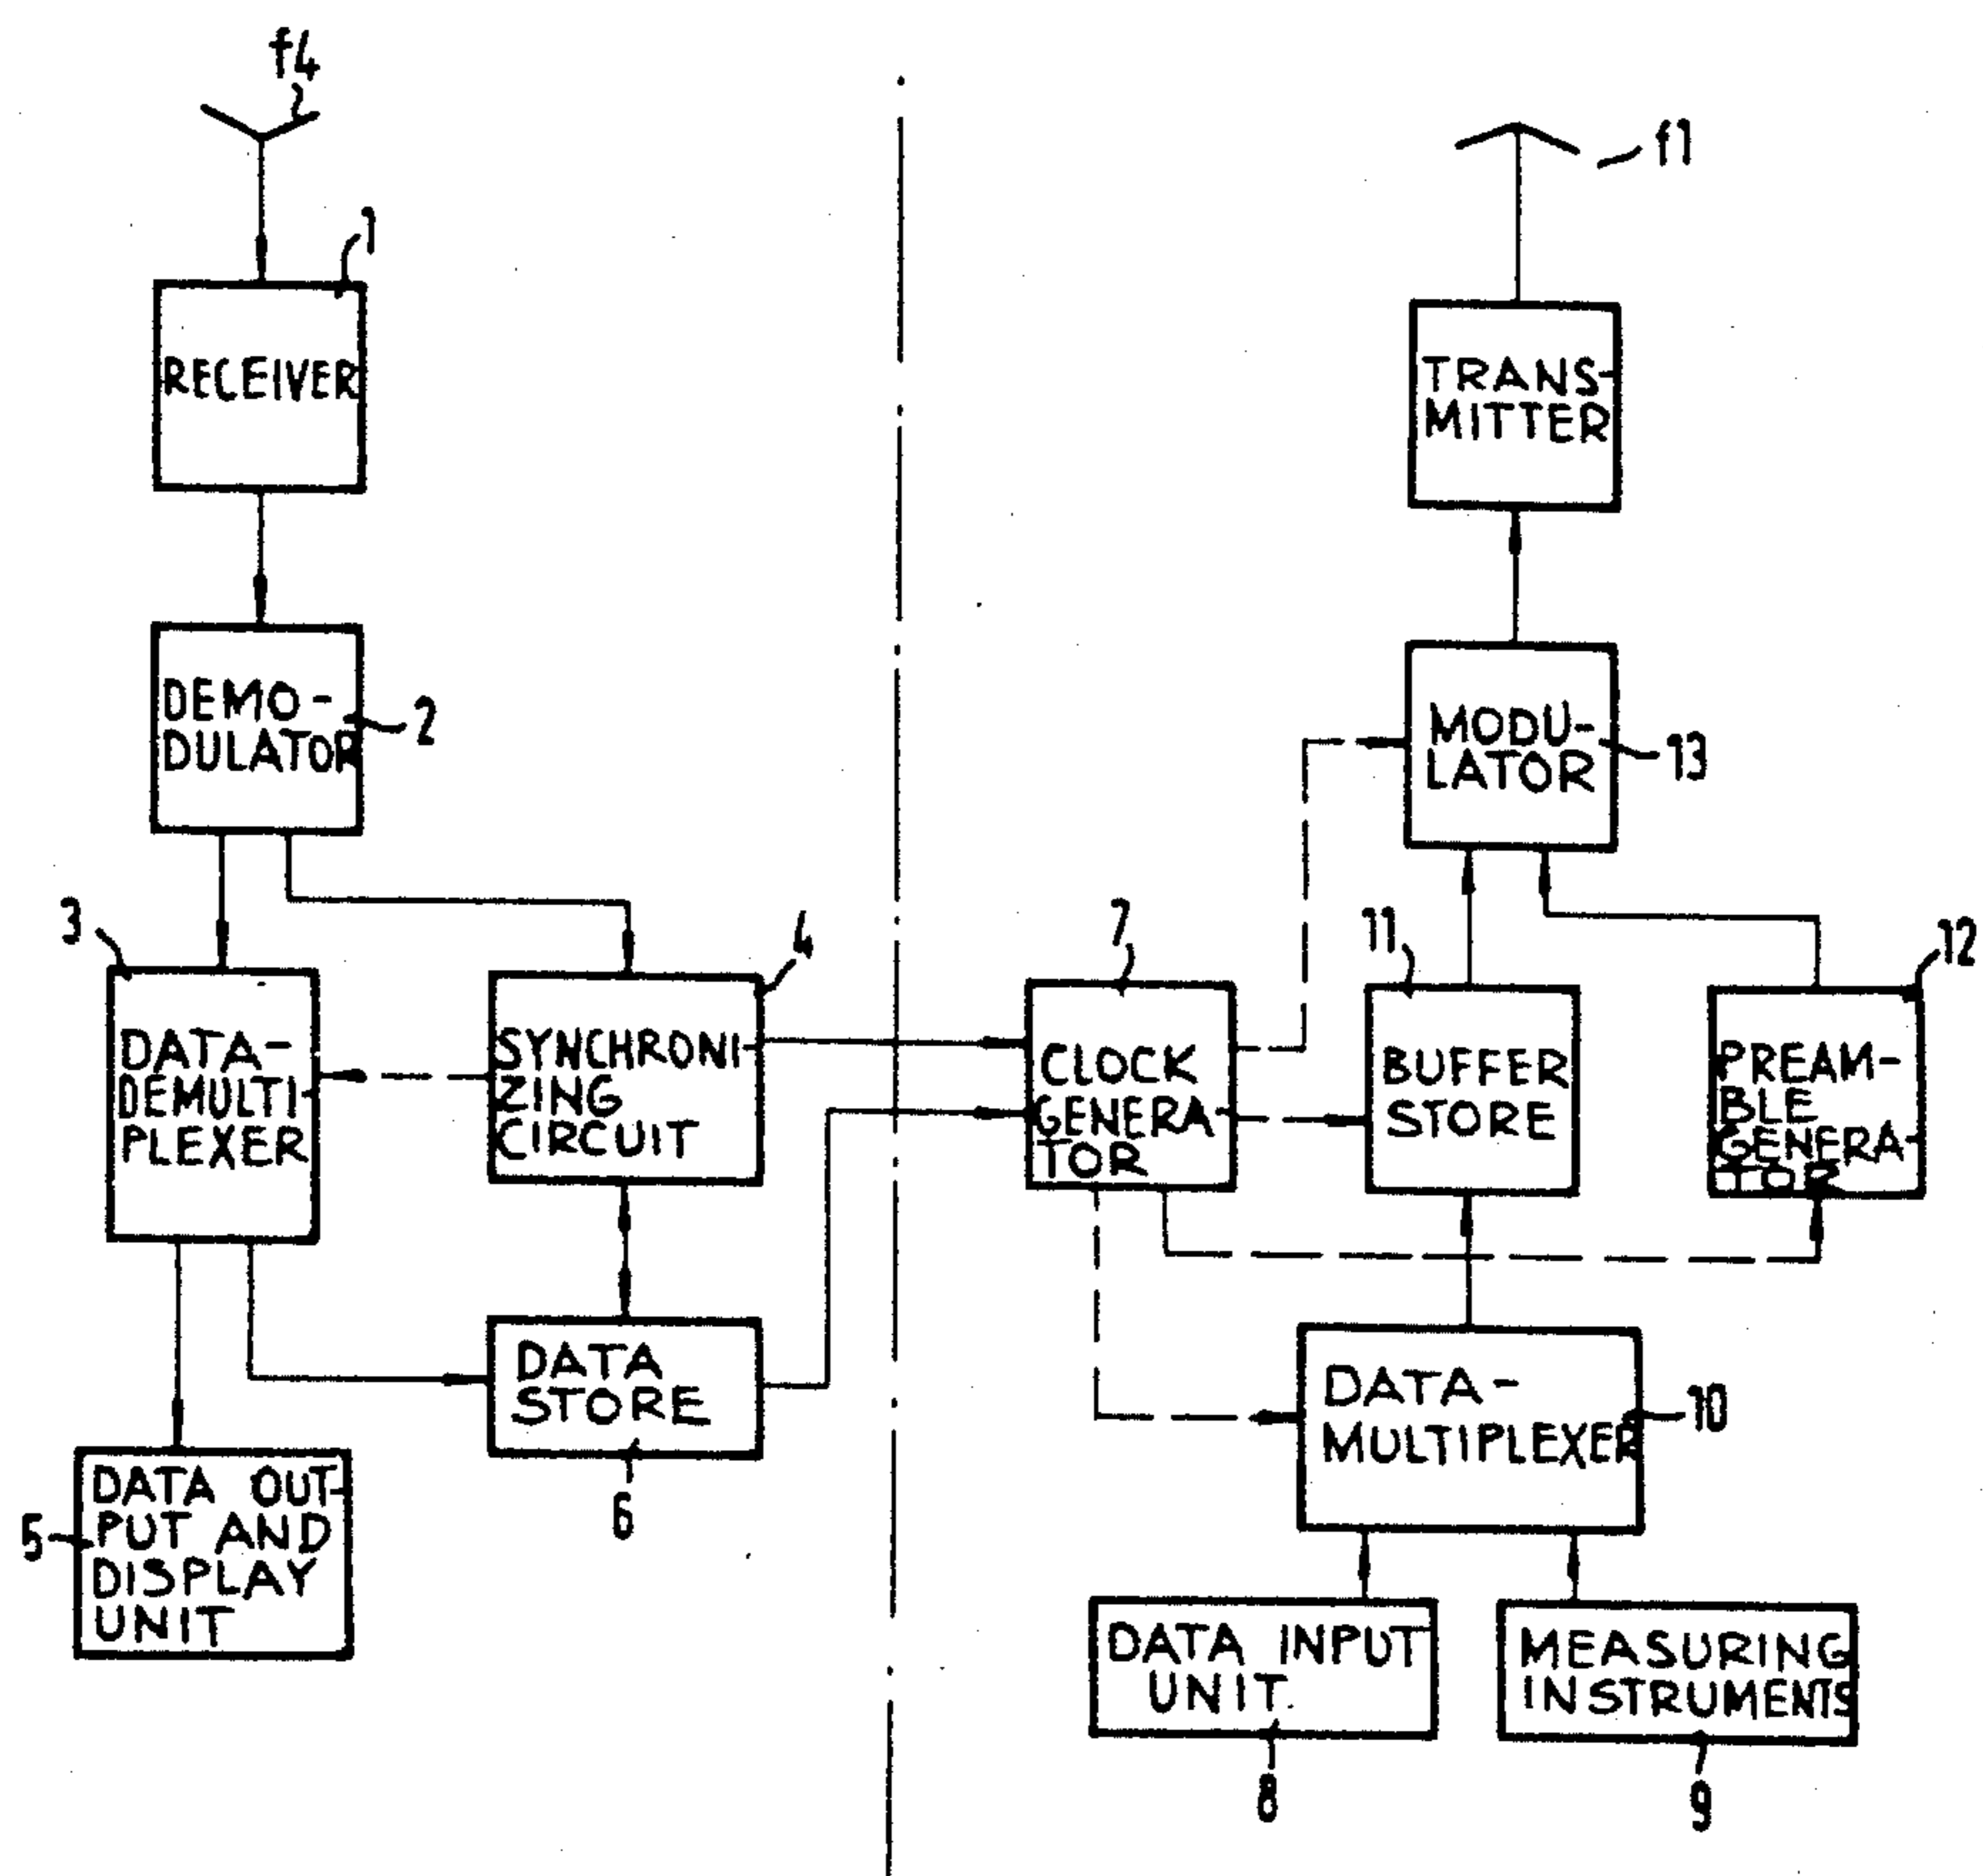 f4
1
RECEIVER
DEMO-
DULATOR
2
3
DATA-
DEMULTI-
PLEXER
4
SYNCHRONI-
ZING
CIRCUIT
DATA OUT-
PUT AND
DISPLAY
UNIT
5
DATA
STORE
6
f1
TRANS-
MITTER
MODU-
LATOR
13
7
CLOCK
GENERA-
TOR
11
BUFFER
STORE
12
PREAM-
BLE
GENERA-
TOR
DATA-
MULTIPLEXER
10
DATA INPUT
UNIT
8
MEASURING
INSTRUMENTS
9